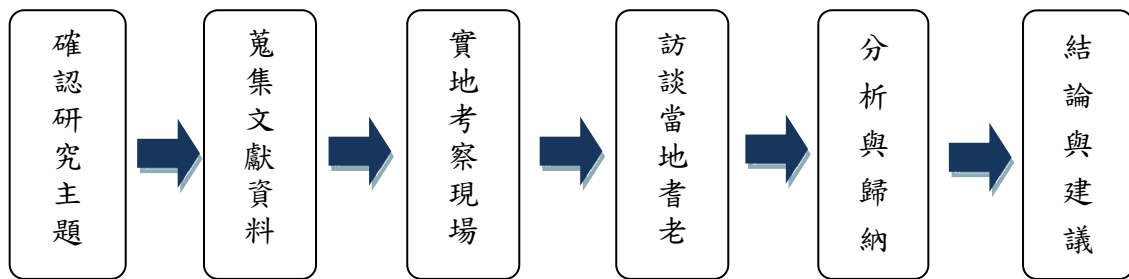 確認研究主題
蒐集文獻資料
實地考察現場
訪談當地耆老
分析與歸納
結論與建議